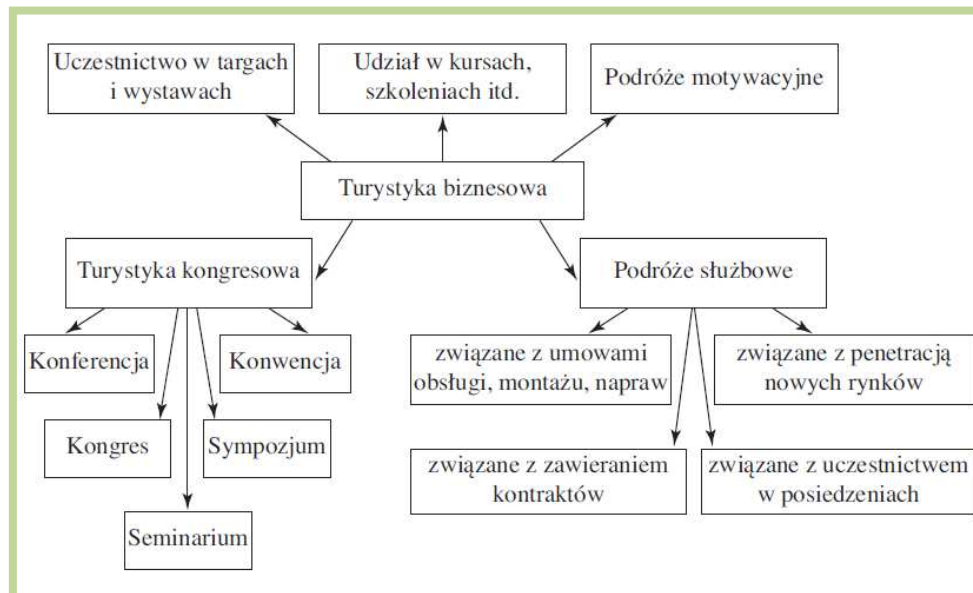 Uczestnictwo w targach
i wystawach
Udział w kursach,
szkoleniach itd.
Podróże motywacyjne
Turystyka biznesowa
Turystyka kongresowa
Podróże służbowe
Konferencja
Konwencja
związane z umowami
obsługi, montażu, napraw
związane z penetracją
nowych rynków
Kongres
Sympozjum
związane z zawieraniem
kontraktów
związane z uczestnictwem
w posiedzeniach
Seminarium